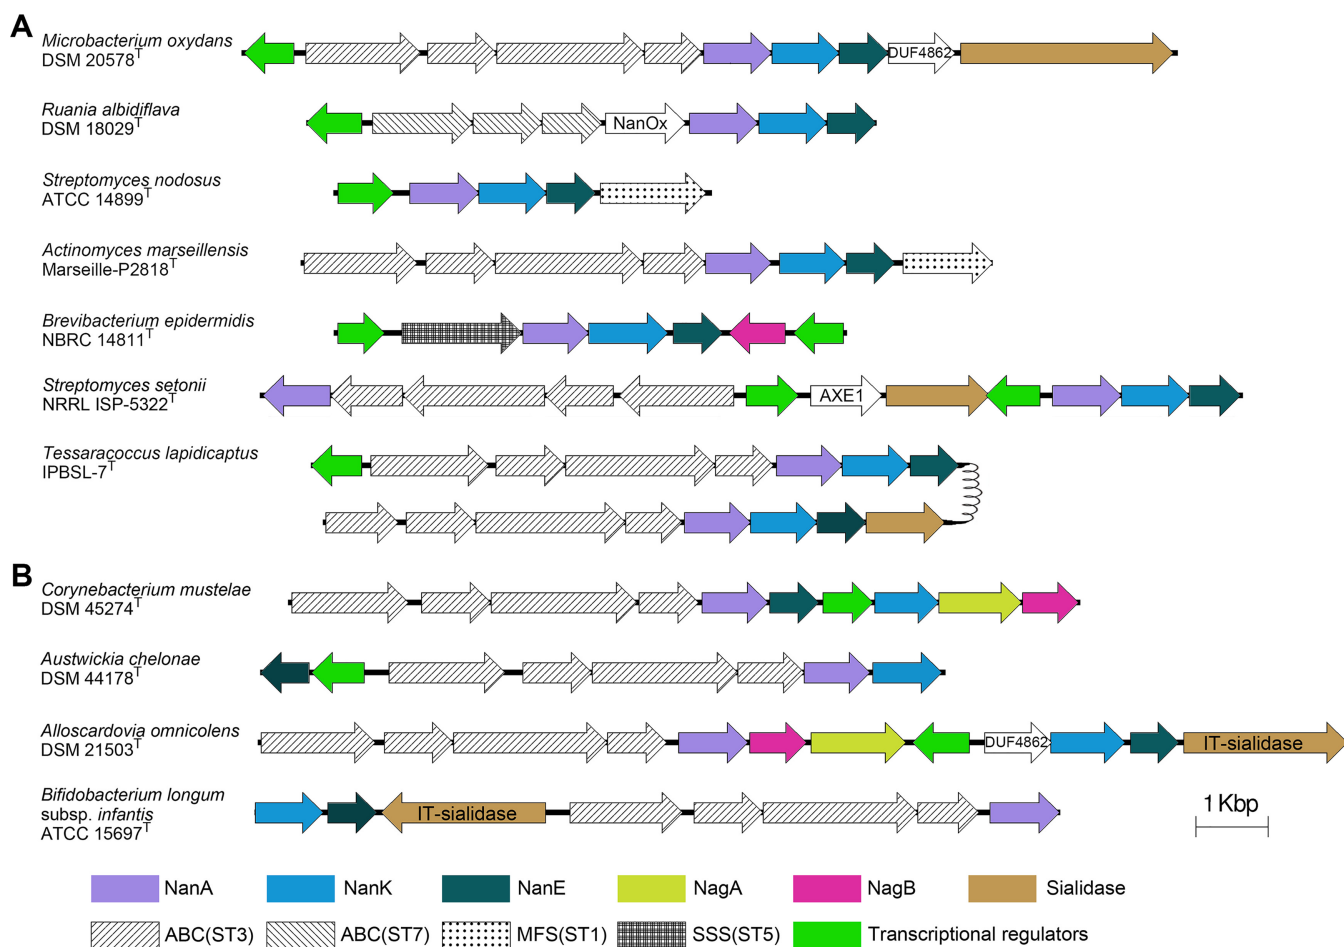 A
Microbacterium oxydans
DSM 20578T
DUF4862
Ruania albidiflava
DSM 18029T
NanOx
Streptomyces nodosus
ATCC 14899T
Actinomyces marseillensis
Marseille-P2818T
Brevibacterium epidermidis
NBRC 14811T
Streptomyces setonii
NRRL ISP-5322T
AXE1
Tessaracoccus lapidicaptus
IPBSL-7T
B
Corynebacterium mustelae
DSM 45274T
Austwickia chelonae
DSM 44178T
Alloscardovia omnicolens
DSM 21503T
DUF4862
IT-sialidase
Bifidobacterium longum
subsp. infantis
ATCC 15697T
IT-sialidase
1 Kbp
NanA NanK NanE NagA NagB Sialidase
ABC(ST3) ABC(ST7) MFS(ST1) SSS(ST5) Transcriptional regulators